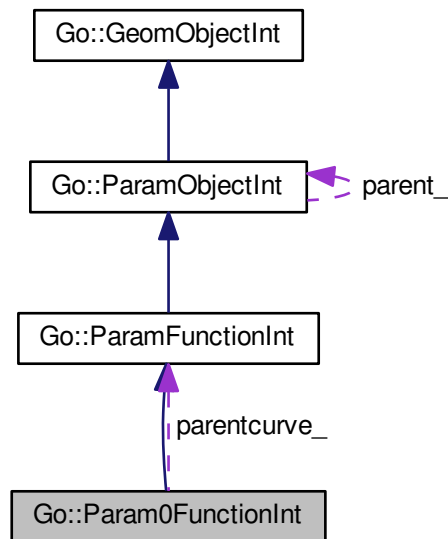 Go::GeomObjectInt
Go::ParamObjectInt
parent_
Go::ParamFunctionInt
parentcurve_
Go::Param0FunctionInt